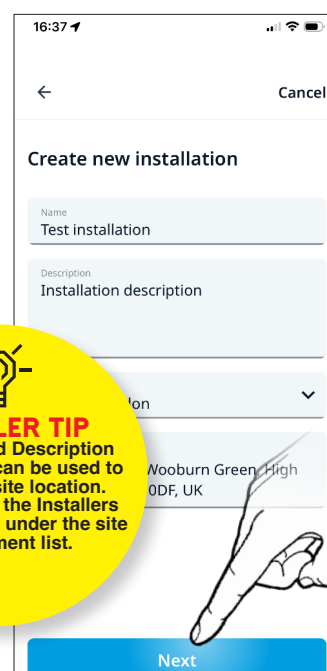 16:37
Cancel
Create new installation
Name
Test installation
Description
Installation description
Wooburn Green, High
0DF, UK
LER TIP
d Description
can be used to
site location.
the Installers
under the site
ment list.
Next